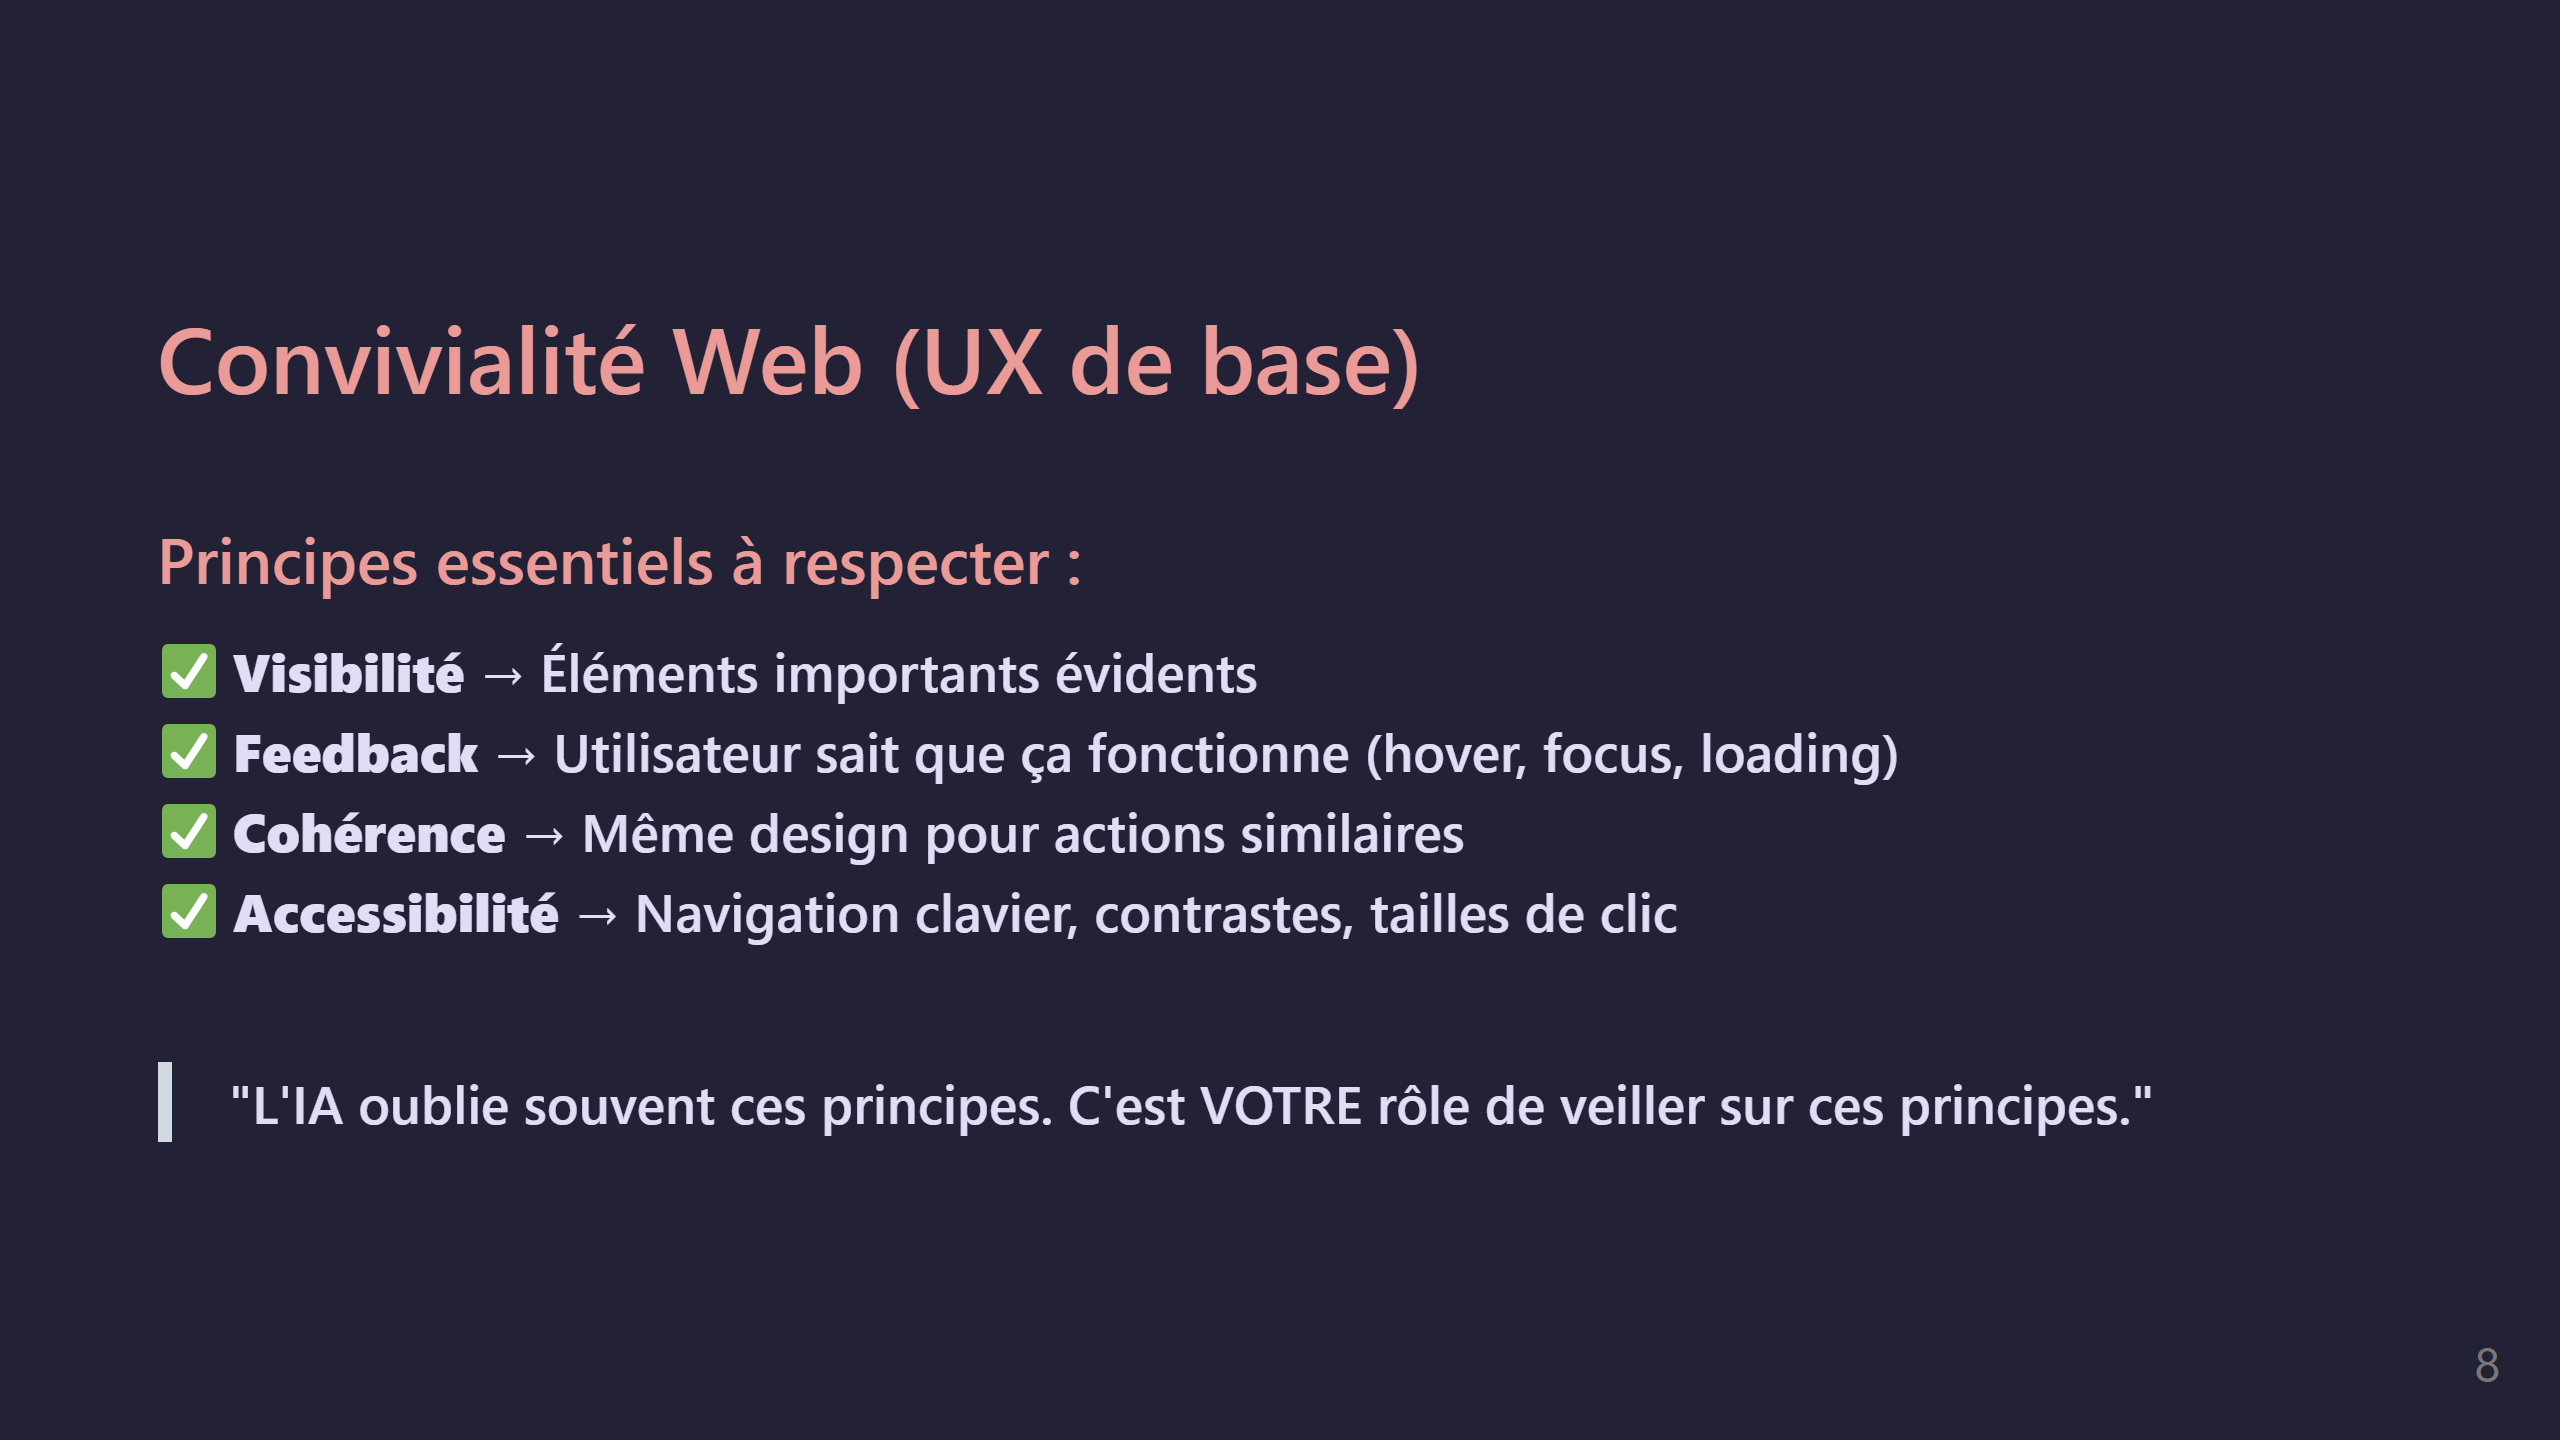 Convivialité Web (UX de base)
Principes essentiels à respecter :
✅ Visibilité → Éléments importants évidents
✅ Feedback → Utilisateur sait que ça fonctionne (hover, focus, loading)
✅ Cohérence → Même design pour actions similaires
✅ Accessibilité → Navigation clavier, contrastes, tailles de clic
"L'IA oublie souvent ces principes. C'est VOTRE rôle de veiller sur ces principes."
8